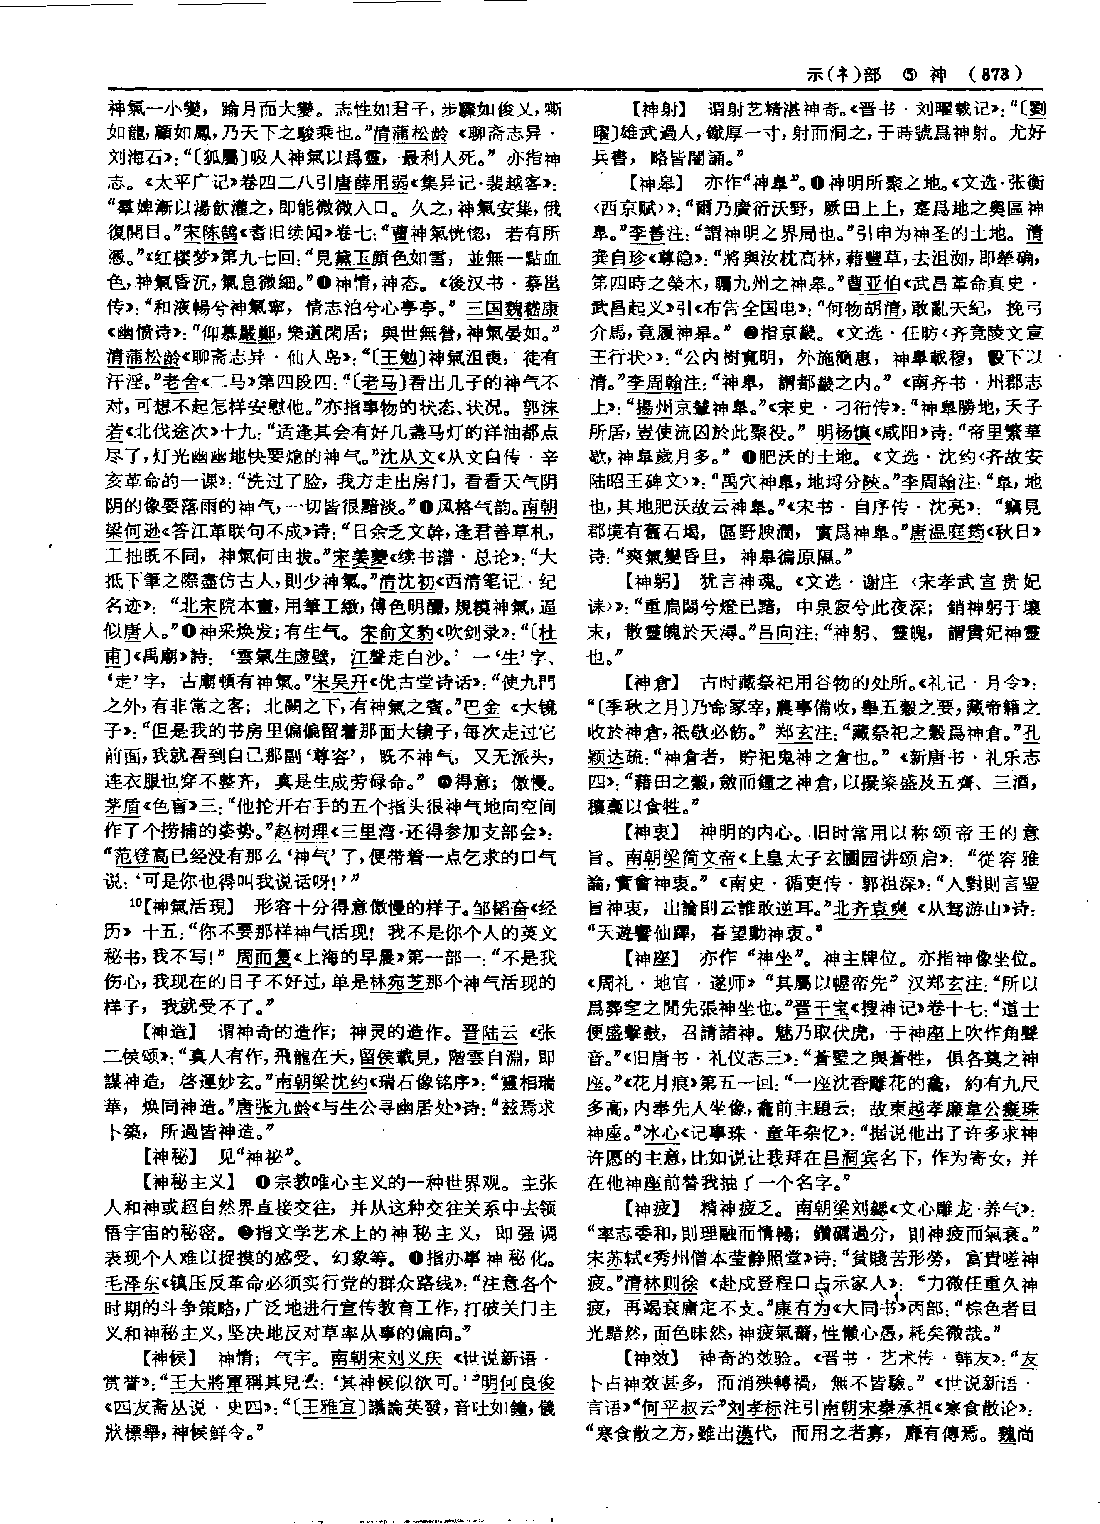 示(礻)部 ⑤ 神 (873)
神氣一小變，踰月而大變。志性如君子，步驟如俊乂，嘶
如龍，顧如鳳，乃天下之駿乘也。”清蒲松龄《聊斋志异·
刘海石》：“〔狐屬〕吸人神氣以爲靈，最利人死。”亦指神
志。《太平广记》卷四二八引唐薛用弱《集异记·裴越客》：
“羣婢漸以湯飲灌之，即能微微入口。久之，神氣安集，俄
復開目。”宋陈鹄《耆旧续闻》卷七：“曹神氣恍惚，若有所
慿。”《红楼梦》第九七回：“見黛玉顏色如雪，並無一點血
色，神氣昏沉，氣息微細。”神情，神态。《後汉书·蔡邕
传》：“和液暢兮神氣寧，情志泊兮心亭亭。”三国魏嵇康
《幽愤诗》：“仰慕嚴鄭，樂道閑居；與世無營，神氣晏如。”
清蒲松龄《聊斋志异·仙人岛》：“〔王勉〕神氣沮喪，徒有
汗淫。”老舍《二马》第四段四：“〔老马〕看出几子的神气不
对，可想不起怎样安慰他。”亦指事物的状态、状况。郭沫
若《北伐途次》十九：“适逢其会有好几盏马灯的洋油都点
尽了，灯光幽幽地快要熄的神气。”沈从文《从文自传·辛
亥革命的一课》：“洗过了脸，我方走出房门，看看天气阴
阴的像要落雨的神气，一切皆很黯淡。”风格气韵。南朝
梁何逊《答江革联句不成》诗：“日余乏文幹，逢君善草札，
工拙既不同，神氣何由拔。”宋姜夔《续书谱·总论》：“大
抵下筆之際盡仿古人，則少神氣。”清沈初《西清笔记·纪
名迹》：“北宋院本畫，用筆工緻，傅色明釅，規模神氣，逼
似唐人。”神采焕发；有生气。宋俞文豹《吹剑录》：“〔杜
甫〕《禹廟》詩：‘雲氣生虛壁，江聲走白沙。’一‘生’字、
‘走’字，古廟頓有神氣。”宋吴幵《优古堂诗话》：“使九門
之外，有非常之客；北闕之下，有神氣之賓。”巴金《大镜
子》：“但是我的书房里偏偏留着那面大镜子，每次走过它
前面，我就看到自己那副‘尊容’，既不神气，又无派头，
连衣服也穿不整齐，真是生成劳碌命。”得意；傲慢。
茅盾《色盲》三：“他抡开右手的五个指头很神气地向空间
作了个捞捕的姿势。”赵树理《三里湾·还得参加支部会》：
“范登高已经没有那么‘神气’了，便带着一点乞求的口气
说：‘可是你也得叫我说话呀！’”
¹⁰【神氣活現】 形容十分得意傲慢的样子。邹韬奋《经
历》十五：“你不要那样神气活现！我不是你个人的英文
秘书，我不写！”周而复《上海的早晨》第一部一：“不是我
伤心，我现在的日子不好过，单是林宛芝那个神气活现的
样子，我就受不了。”
【神造】 谓神奇的造作；神灵的造作。晋陆云《张
二侯颂》：“真人有作，飛龍在天，留侯載見，階雲自淵，即
謀神造，啓運妙玄。”南朝梁沈约《瑞石像铭序》：“靈相瑞
華，焕同神造。”唐张九龄《与生公寻幽居处》诗：“兹焉求
卜築，所遇皆神造。”
【神秘】 见“神祕”。
【神秘主义】 ❶宗教唯心主义的一种世界观。主张
人和神或超自然界直接交往，并从这种交往关系中去领
悟宇宙的秘密。❷指文学艺术上的神秘主义，即强调
表现个人难以捉摸的感受、幻象等。❸指办事神秘化。
毛泽东《镇压反革命必须实行党的群众路线》：“注意各个
时期的斗争策略，广泛地进行宣传教育工作，打破关门主
义和神秘主义，坚决地反对草率从事的偏向。”
【神候】 神情；气宇。南朝宋刘义庆《世说新语·
赏誉》：“王大將軍稱其兒云：‘其神候似欲可。’”明何良俊
《四友斋丛说·史四》：“〔王雅宜〕議論英發，音吐如鐘，儀
狀標舉，神候鮮令。”
【神射】 谓射艺精湛神奇。《晋书·刘曜载记》：“〔劉
曜〕雄武過人，鐵厚一寸，射而洞之，于時號爲神射。尤好
兵書，略皆闇誦。”
【神皋】 亦作“神臯”。❶神明所聚之地。《文选·张衡
〈西京赋〉》：“爾乃廣衍沃野，厥田上上，寔爲地之奧區神
臯。”李善注：“謂神明之界局也。”引申为神圣的土地。清
龚自珍《尊隐》：“將與汝枕高林，藉豐草，去沮洳，即犖确，
第四時之榮木，矚九州之神臯。”曹亚伯《武昌革命真史·
武昌起义》引《布告全国电》：“何物胡清，敢亂天紀，挽弓
介馬，竟履神皋。”❷指京畿。《文选·任昉〈齐竟陵文宣
王行状〉》：“公内樹寬明，外施簡惠，神臯載穆，轂下以
清。”李周翰注：“神臯，謂都畿之内。”《南齐书·州郡志
上》：“揚州京輦神臯。”《宋史·刁衎传》：“神臯勝地，天子
所居，豈使流囚於此聚役。”明杨慎《咸阳》诗：“帝里繁華
歇，神臯歲月多。”❸肥沃的土地。《文选·沈约〈齐故安
陆昭王碑文〉》：“禹穴神臯，地埒分陝。”李周翰注：“臯，地
也，其地肥沃故云神臯。”《宋书·自序传·沈亮》：“竊見
郡境有舊石堨，區野腴潤，實爲神臯。”唐温庭筠《秋日》
诗：“爽氣變昏旦，神臯徧原隰。”
【神躬】 犹言神魂。《文选·谢庄〈宋孝武宣贵妃
诔〉》：“重扃閟兮燈已黯，中泉寂兮此夜深；銷神躬于壤
末，散靈魄於天潯。”吕向注：“神躬、靈魄，謂貴妃神靈
也。”
【神倉】 古时藏祭祀用谷物的处所。《礼记·月令》：
“〔季秋之月〕乃命冢宰，農事備收，舉五穀之要，藏帝籍之
收於神倉，祗敬必飭。”郑玄注：“藏祭祀之穀爲神倉。”孔
颖达疏：“神倉者，貯祀鬼神之倉也。”《新唐书·礼乐志
四》：“藉田之穀，斂而鍾之神倉，以擬粢盛及五齊、三酒，
穰稾以食牲。”
【神衷】 神明的内心。旧时常用以称颂帝王的意
旨。南朝梁简文帝《上皇太子玄圃园讲颂启》：“從容雅
論，實會神衷。”《南史·循吏传·郭祖深》：“入對則言聖
旨神衷，出論則云誰敢逆耳。”北齐袁奭《从驾游山》诗：
“天遊響仙蹕，春望動神衷。”
【神座】 亦作“神坐”。神主牌位。亦指神像坐位。
《周礼·地官·遂师》“其屬以幄帟先”汉郑玄注：“所以
爲葬窆之閒先張神坐也。”晋干宝《搜神记》卷十七：“道士
便盛擊鼓，召請諸神。魅乃取伏虎，于神座上吹作角聲
音。”《旧唐书·礼仪志三》：“蒼璧之與蒼牲，俱各奠之神
座。”《花月痕》第五一回：“一座沈香雕花的龕，約有九尺
多高，内奉先人坐像，龕前主題云：故東越孝廉韋公癡珠
神座。”冰心《记事珠·童年杂忆》：“据说他出了许多求神
许愿的主意，比如说让我拜在吕洞宾名下，作为寄女，并
在他神座前替我抽了一个名字。”
【神疲】 精神疲乏。南朝梁刘勰《文心雕龙·养气》：
“率志委和，則理融而情暢；鑽礪過分，則神疲而氣衰。”
宋苏轼《秀州僧本莹静照堂》诗：“貧賤苦形勞，富貴嗟神
疲。”清林则徐《赴戍登程口占示家人》：“力微任重久神
疲，再竭衰庸定不支。”康有为《大同书》丙部：“棕色者目
光黯然，面色昧然，神疲氣薾，性懶心愚，耗矣微哉。”
【神效】 神奇的效验。《晋书·艺术传·韩友》：“友
卜占神效甚多，而消殃轉禍，無不皆驗。”《世说新语·
言语》“何平叔云”刘孝标注引南朝宋秦承祖《寒食散论》：
“寒食散之方，雖出漢代，而用之者寡，靡有傳焉。魏尚